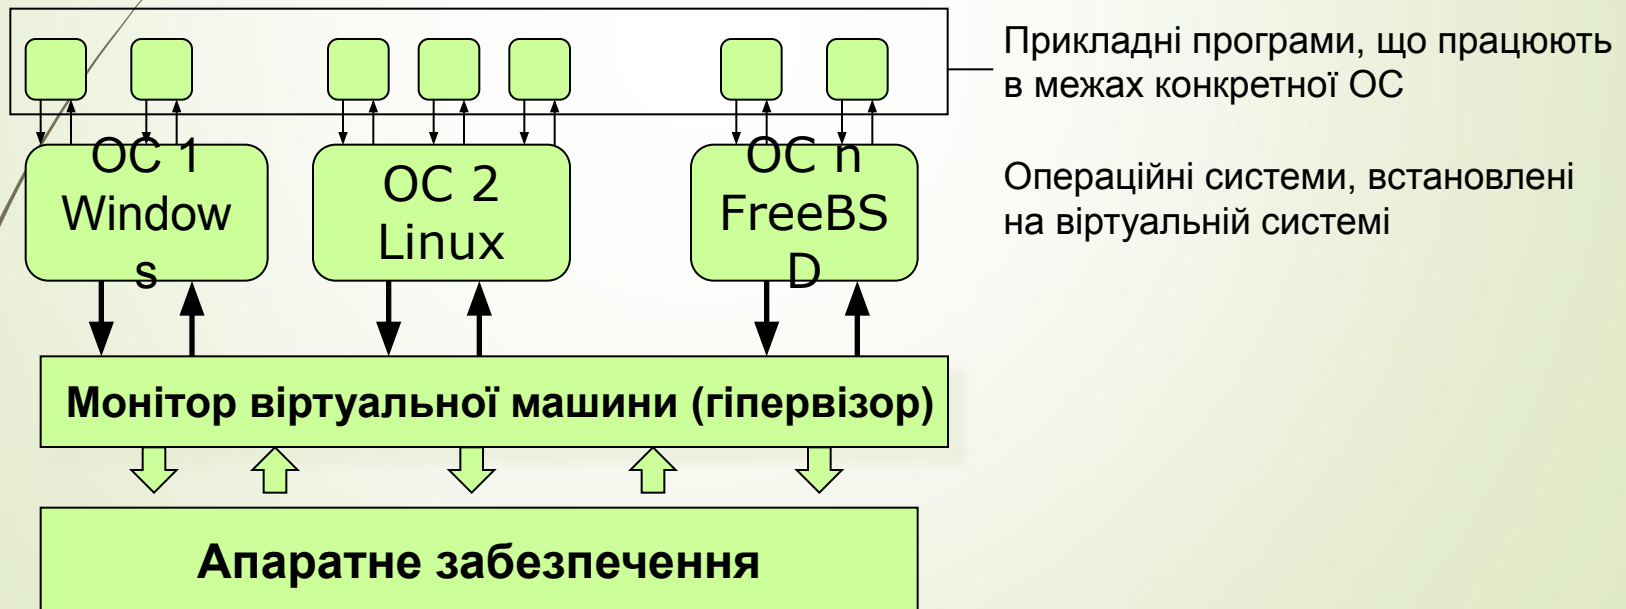 Прикладні програми, що працюють
в межах конкретної ОС
ОС 1
Window
s
ОС 2
Linux
ОС n
FreeBS
D
Операційні системи, встановлені
на віртуальній системі
Монітор віртуальної машини (гіпервізор)
Апаратне забезпечення